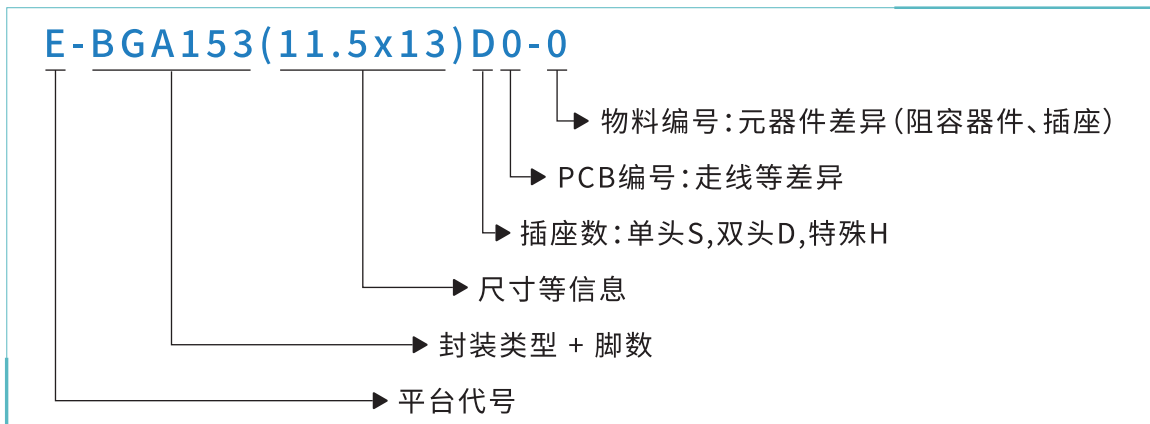 E-BGA153(11.5x13)D0-0
物料编号:元器件差异(阻容器件、插座)
PCB编号:走线等差异
插座数:单头S,双头D,特殊H
尺寸等信息
封装类型 + 脚数
平台代号